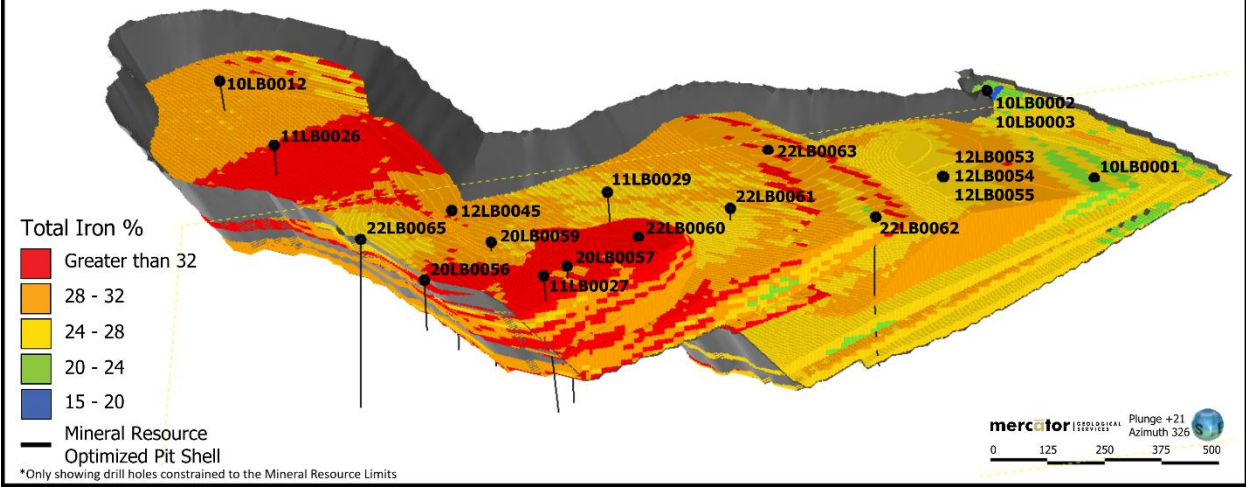 10LB0012
10LB0002
10LB0003
11LB0026
22LB0063
12LB0053
12LB0054
12LB0055
10LB0001
11LB0029
22LB0061
12LB0045
22LB0062
22LB0065
20LB0059
22LB0060
20LB0057
20LB0056
11LB0027
Total Iron %
Greater than 32
28 - 32
24 - 28
20 - 24
15 - 20
Mineral Resource
Optimized Pit Shell
*Only showing drill holes constrained to the Mineral Resource Limits
mercator GEOLOGICAL SERVICES
Plunge +21
Azimuth 326
0 125 250 375 500